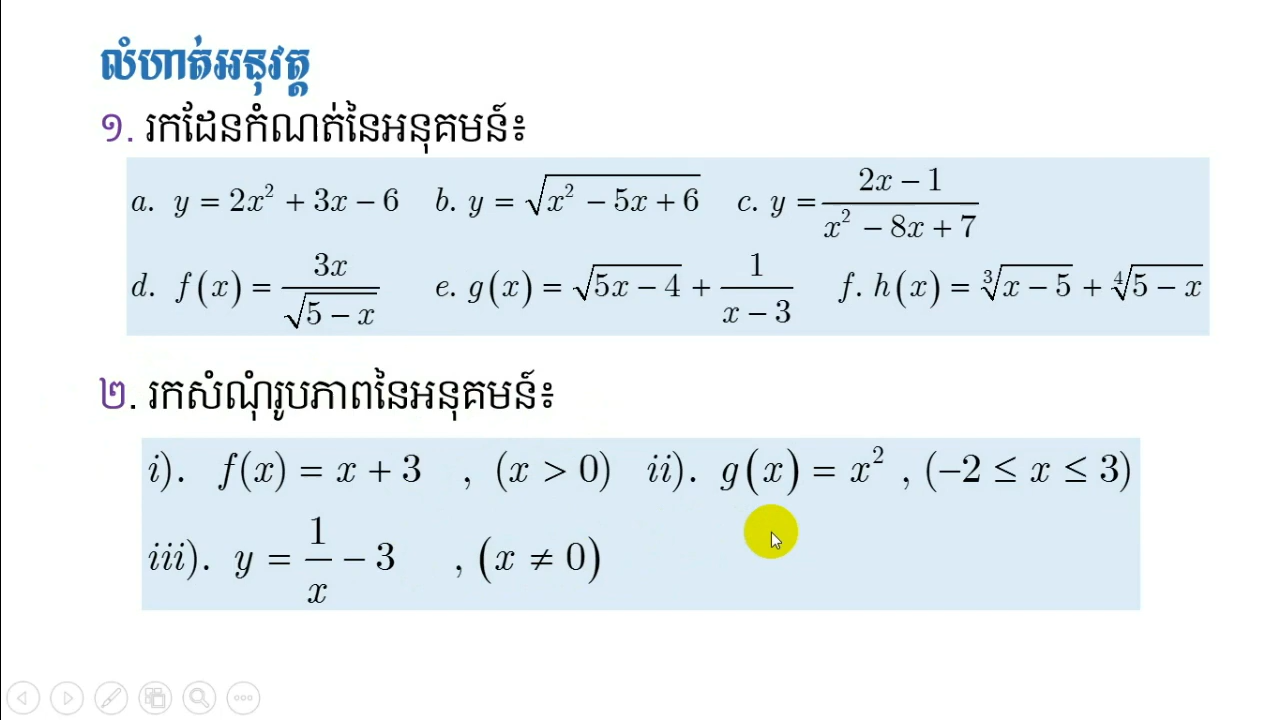 លំហាត់អនុវត្ត
១. រកដែនកំណត់នៃអនុគមន៍៖
a. y = 2x² + 3x − 6 b. y = √(x² − 5x + 6) c. y = (2x − 1)/(x² − 8x + 7)
d. f(x) = 3x/√(5 − x) e. g(x) = √(5x − 4) + 1/(x − 3) f. h(x) = ∛(x − 5) + ∜(5 − x)
២. រកសំណុំរូបភាពនៃអនុគមន៍៖
i). f(x) = x + 3 , (x > 0) ii). g(x) = x² , (−2 ≤ x ≤ 3)
iii). y = 1/x − 3 , (x ≠ 0)